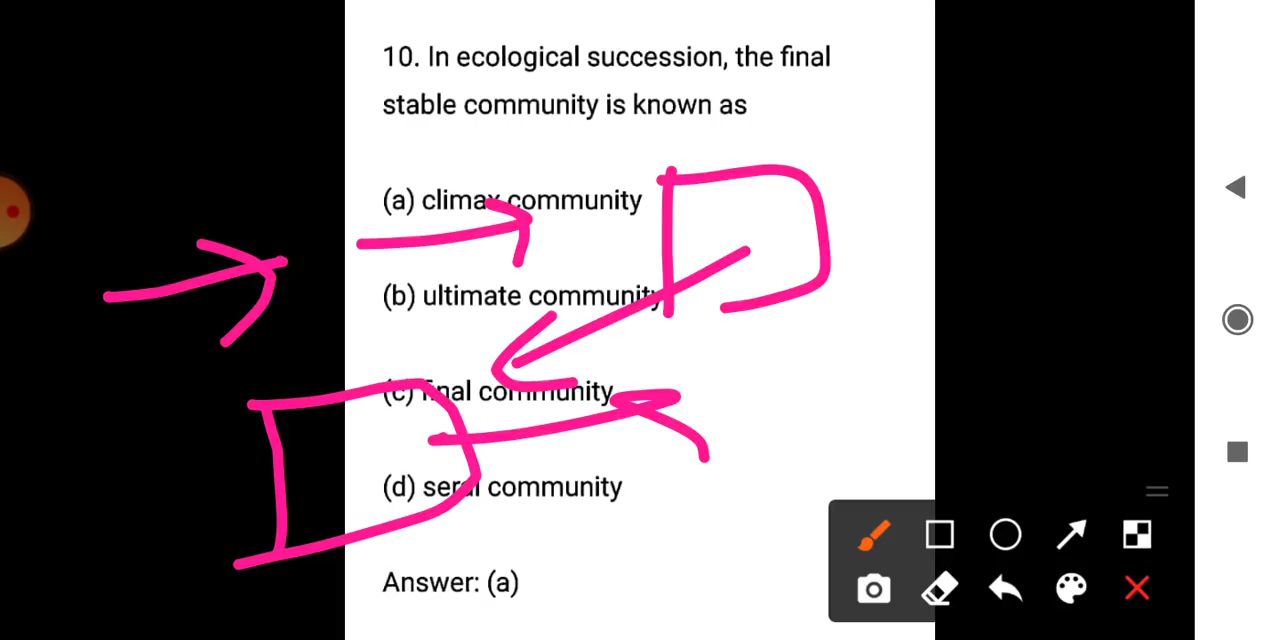 10. In ecological succession, the final
stable community is known as
(a) climax community
(b) ultimate community
(c) final community
(d) seral community
Answer: (a)